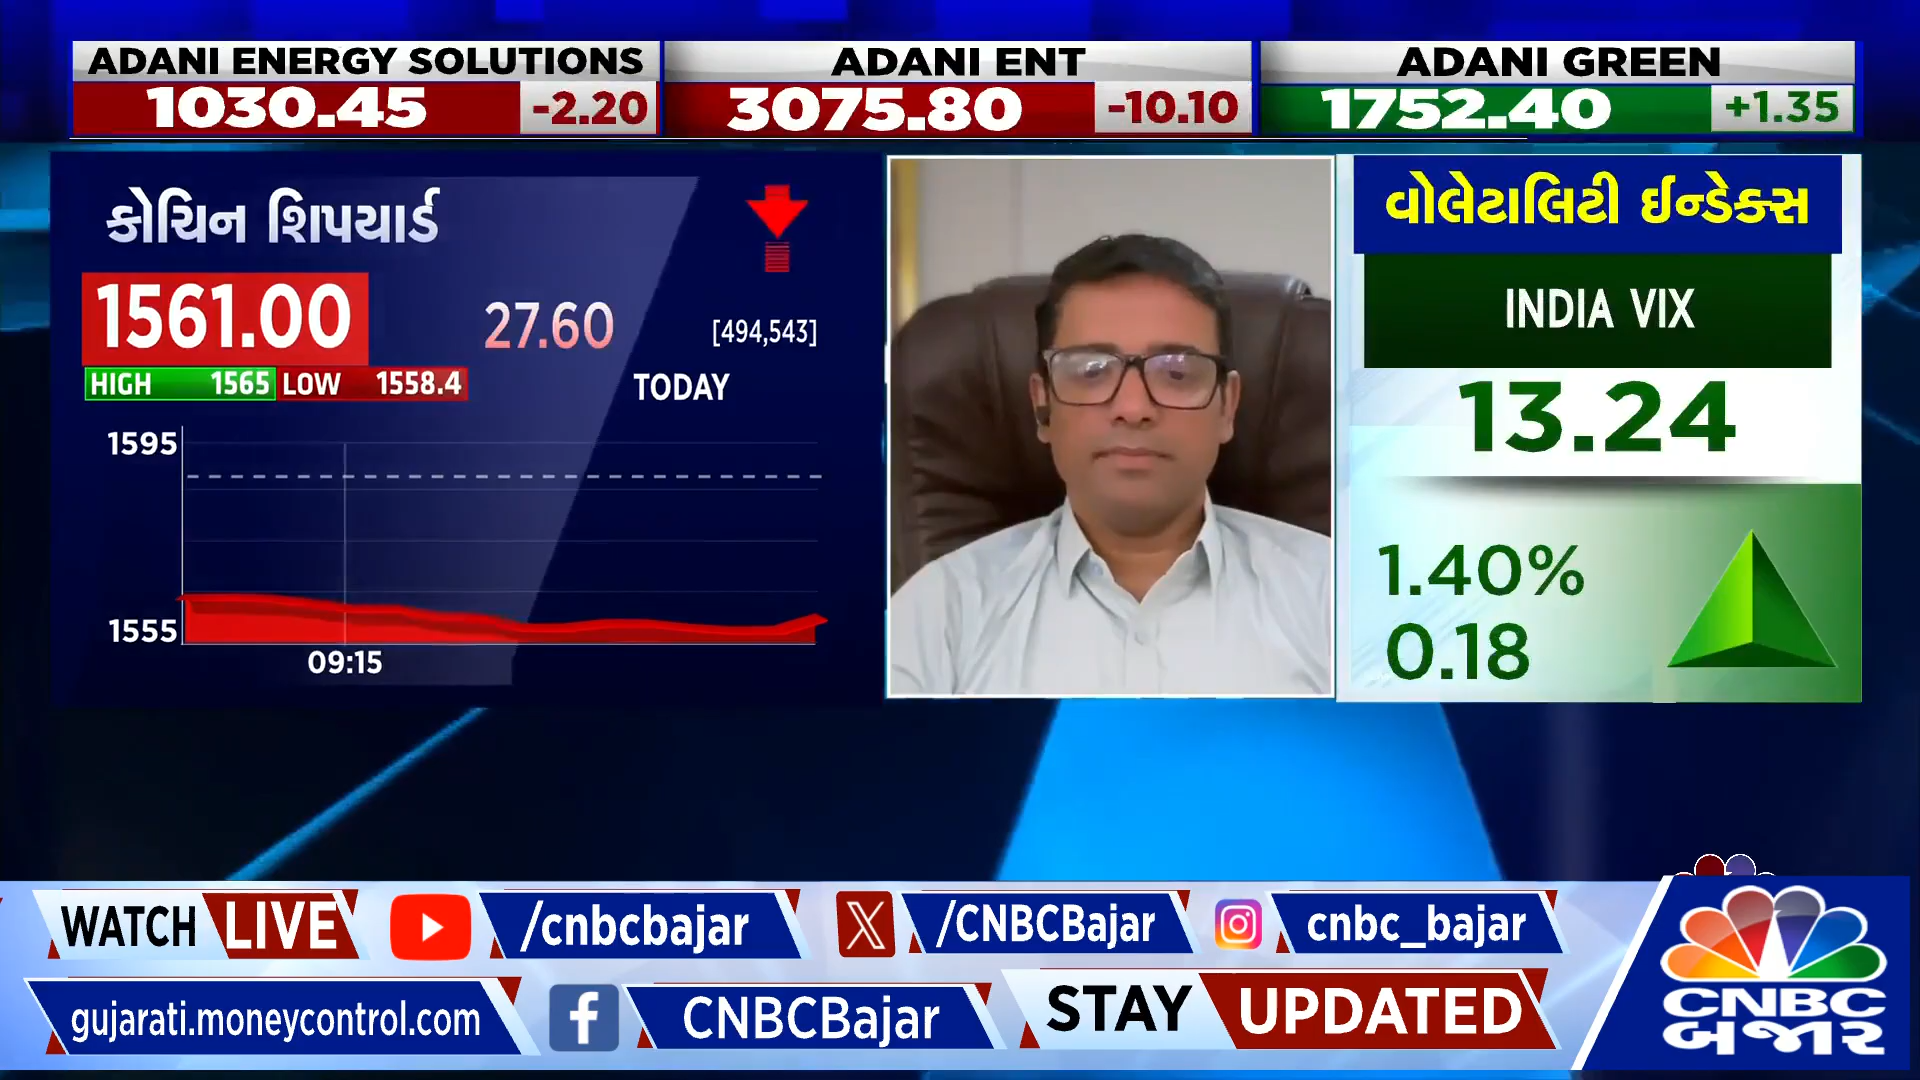 ADANI ENERGY SOLUTIONS
1030.45 -2.20
ADANI ENT
3075.80 -10.10
ADANI GREEN
1752.40 +1.35
કોચિન શિપયાર્ડ
1561.00 27.60 [494,543]
HIGH 1565 LOW 1558.4
TODAY
1595
1555
09:15
વોલેટાલિટી ઈન્ડેક્સ
INDIA VIX
13.24
1.40%
0.18
WATCH LIVE /cnbcbajar /CNBCBajar cnbc_bajar
gujarati.moneycontrol.com CNBCBajar STAY UPDATED
CNBC
બજાર